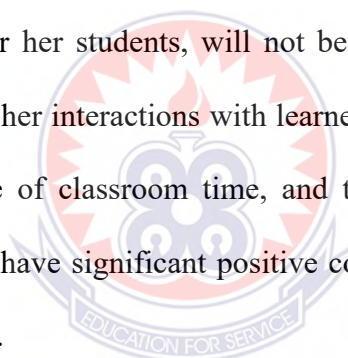 r her students, will not be
her interactions with learne
e of classroom time, and t
have significant positive co
.
EDUCATION FOR SERVICE